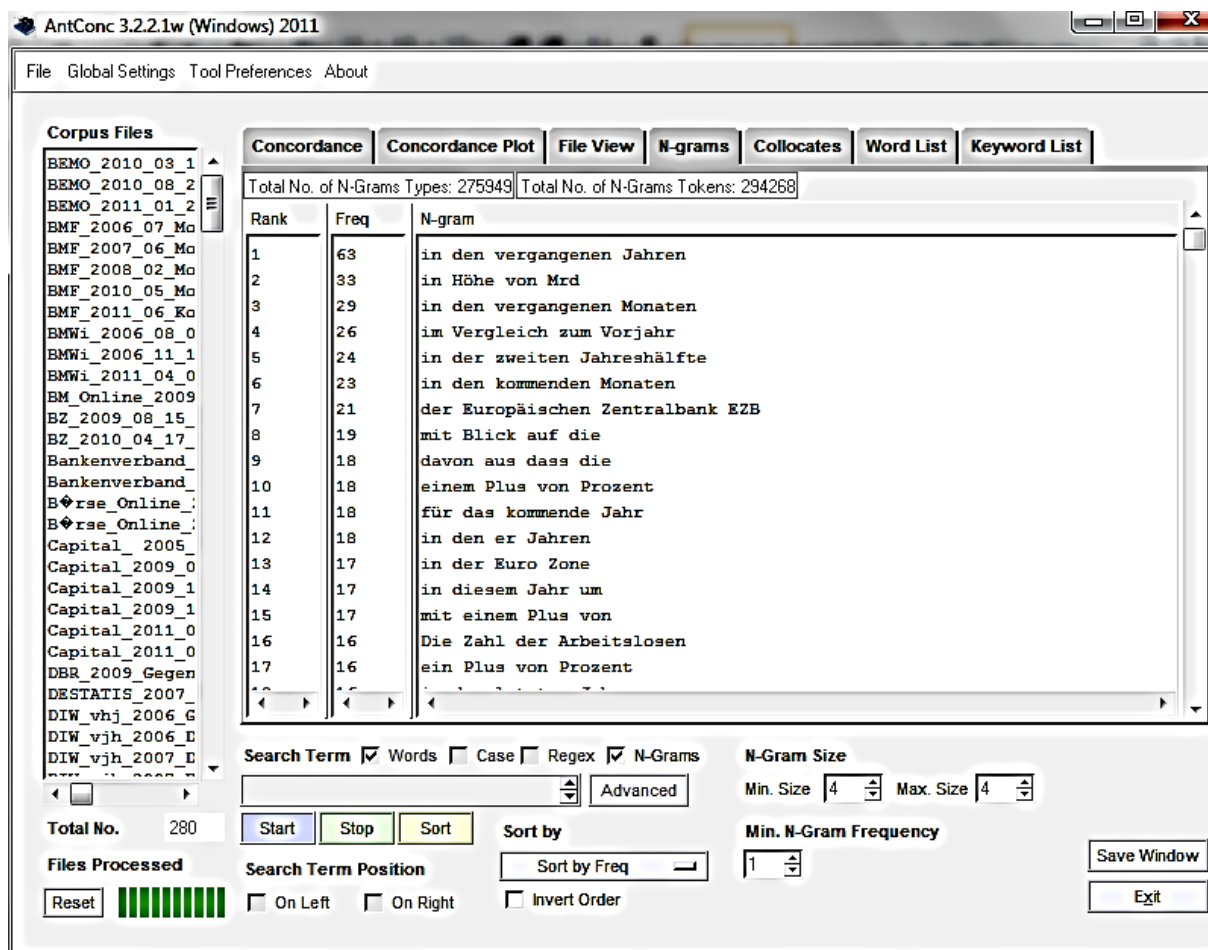 AntConc 3.2.2.1w (Windows) 2011
File Global Settings Tool Preferences About
Corpus Files
BEMO_2010_03_1
BEMO_2010_08_2
BEMO_2011_01_2
BMF_2006_07_Mo
BMF_2007_06_Mo
BMF_2008_02_Mo
BMF_2010_05_Mo
BMF_2011_06_Ko
BMWi_2006_08_0
BMWi_2006_11_1
BMWi_2011_04_0
BM_Online_2009
BZ_2009_08_15_
BZ_2010_04_17_
Bankenverband_
Bankenverband_
B�rse_Online_
B�rse_Online_
Capital_ 2005_
Capital_2009_0
Capital_2009_1
Capital_2009_1
Capital_2011_0
Capital_2011_0
DBR_2009_Gegen
DESTATIS_2007_
DIW_vhj_2006_G
DIW_vjh_2006_D
DIW_vjh_2007_D
Total No. 280
Files Processed
Reset
Concordance Concordance Plot File View N-grams Collocates Word List Keyword List
Total No. of N-Grams Types: 275949 Total No. of N-Grams Tokens: 294268
Rank Freq N-gram
1 63 in den vergangenen Jahren
2 33 in Höhe von Mrd
3 29 in den vergangenen Monaten
4 26 im Vergleich zum Vorjahr
5 24 in der zweiten Jahreshälfte
6 23 in den kommenden Monaten
7 21 der Europäischen Zentralbank EZB
8 19 mit Blick auf die
9 18 davon aus dass die
10 18 einem Plus von Prozent
11 18 für das kommende Jahr
12 18 in den er Jahren
13 17 in der Euro Zone
14 17 in diesem Jahr um
15 17 mit einem Plus von
16 16 Die Zahl der Arbeitslosen
17 16 ein Plus von Prozent
Search Term Words Case Regex N-Grams
Advanced
Start Stop Sort
Search Term Position
On Left On Right
Sort by
Sort by Freq
Invert Order
N-Gram Size
Min. Size 4 Max. Size 4
Min. N-Gram Frequency
1
Save Window
Exit